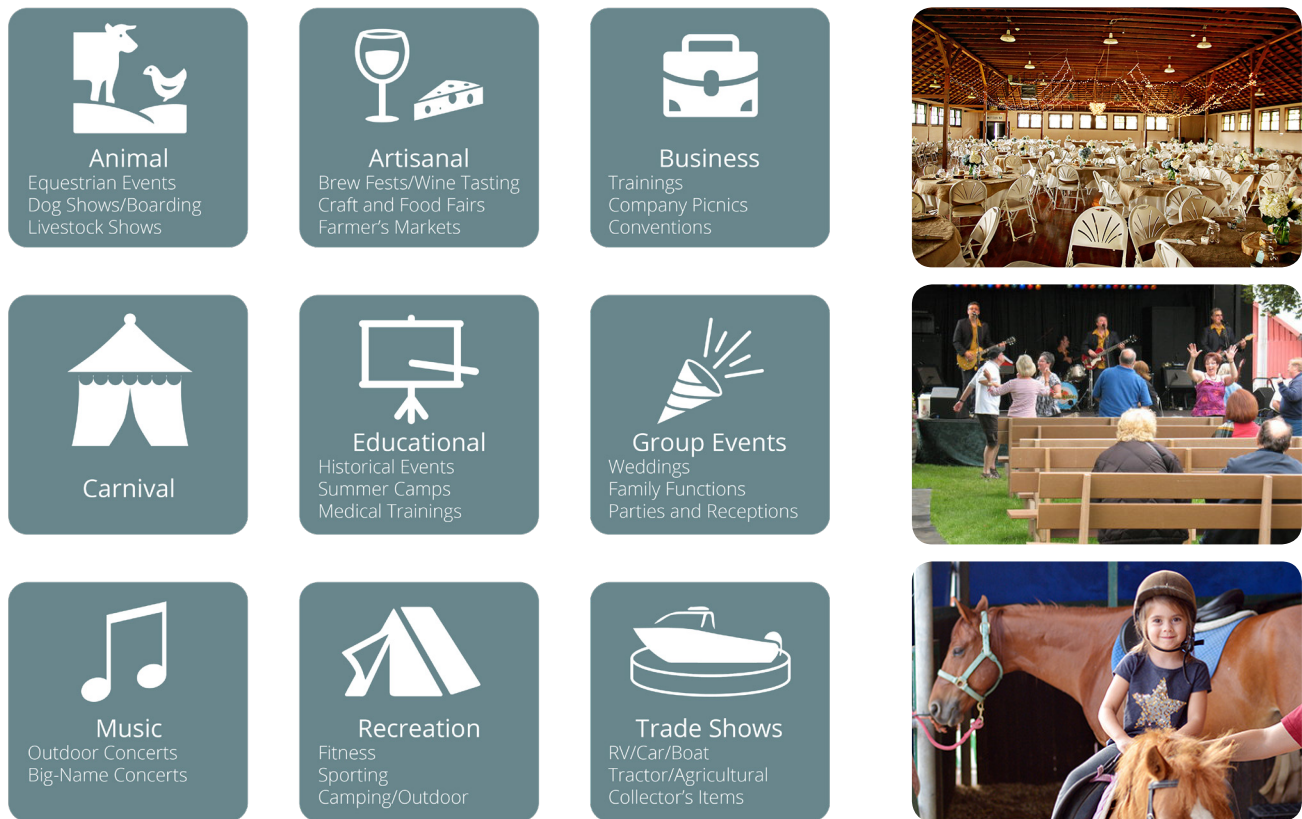 Animal
Equestrian Events
Dog Shows/Boarding
Livestock Shows
Artisanal
Brew Fests/Wine Tasting
Craft and Food Fairs
Farmer’s Markets
Business
Trainings
Company Picnics
Conventions
Carnival
Educational
Historical Events
Summer Camps
Medical Trainings
Group Events
Weddings
Family Functions
Parties and Receptions
Music
Outdoor Concerts
Big-Name Concerts
Recreation
Fitness
Sporting
Camping/Outdoor
Trade Shows
RV/Car/Boat
Tractor/Agricultural
Collector’s Items